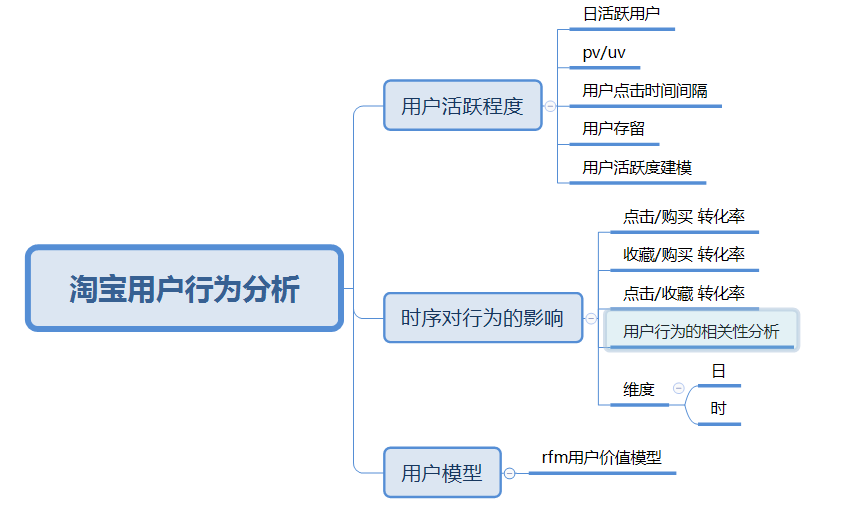 淘宝用户行为分析
用户活跃程度
日活跃用户
pv/uv
用户点击时间间隔
用户存留
用户活跃度建模
时序对行为的影响
点击/购买 转化率
收藏/购买 转化率
点击/收藏 转化率
用户行为的相关性分析
维度
日
时
用户模型
rfm用户价值模型